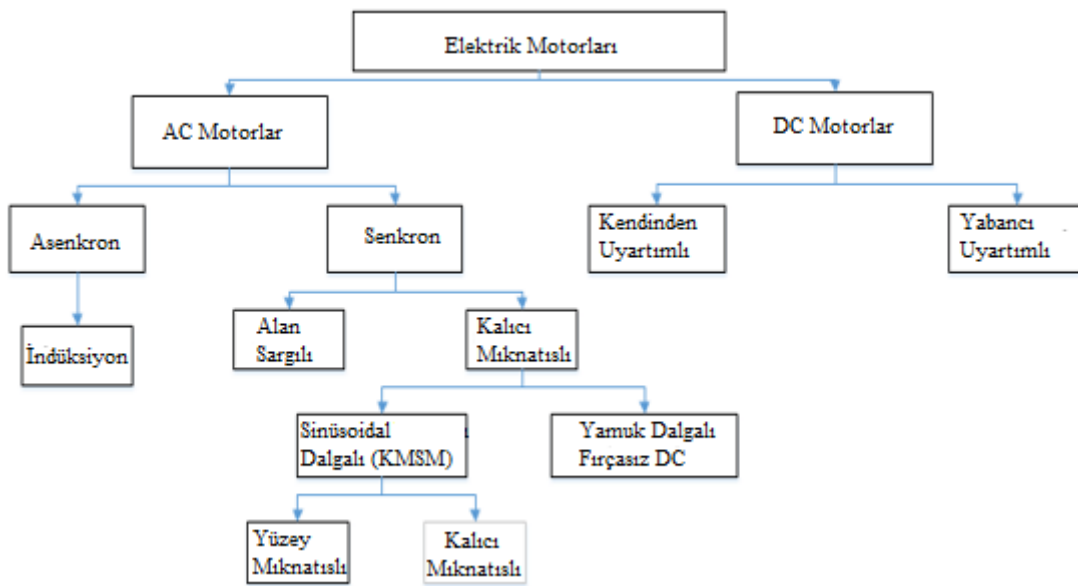 Elektrik Motorları
AC Motorlar
DC Motorlar
Asenkron
Senkron
Kendinden
Uyartımlı
Yabancı
Uyartımlı
İndüksiyon
Alan
Sargılı
Kalıcı
Mıknatıslı
Sinüsoidal
Dalgalı (KMSM)
Yamuk Dalgalı
Fırçasız DC
Yüzey
Mıknatıslı
Kalıcı
Mıknatıslı